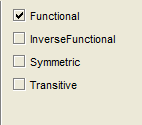 Functional
InverseFunctional
Symmetric
Transitive